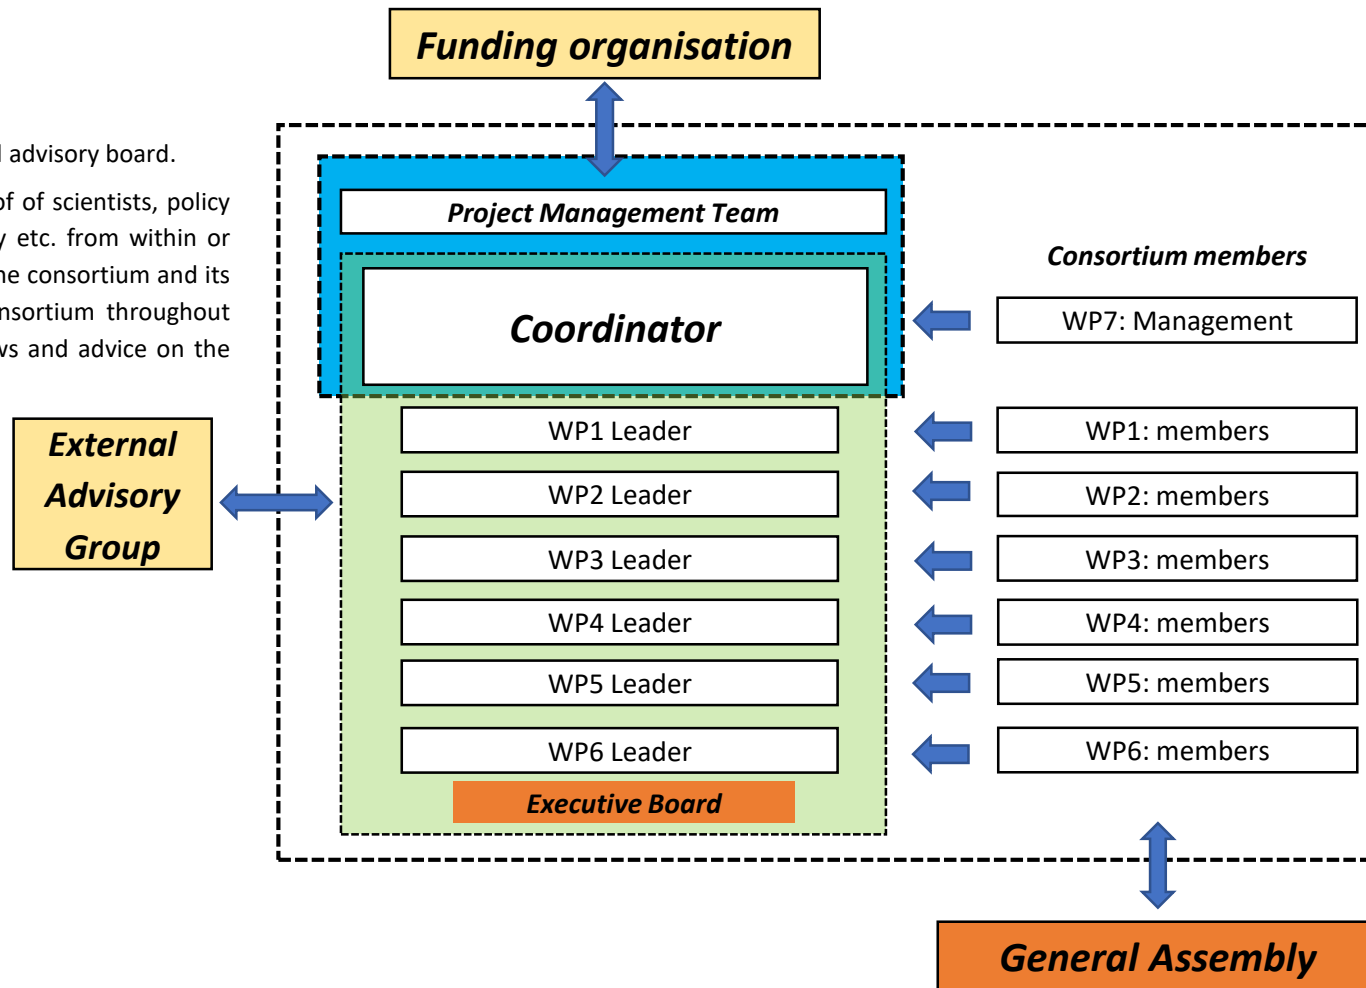 Funding organisation
advisory board.
of of scientists, policy
etc. from within or
the consortium and its
consortium throughout
and advice on the
Project Management Team
Coordinator
Consortium members
WP7: Management
External
Advisory
Group
WP1 Leader
WP1: members
WP2 Leader
WP2: members
WP3 Leader
WP3: members
WP4 Leader
WP4: members
WP5 Leader
WP5: members
WP6 Leader
WP6: members
Executive Board
General Assembly